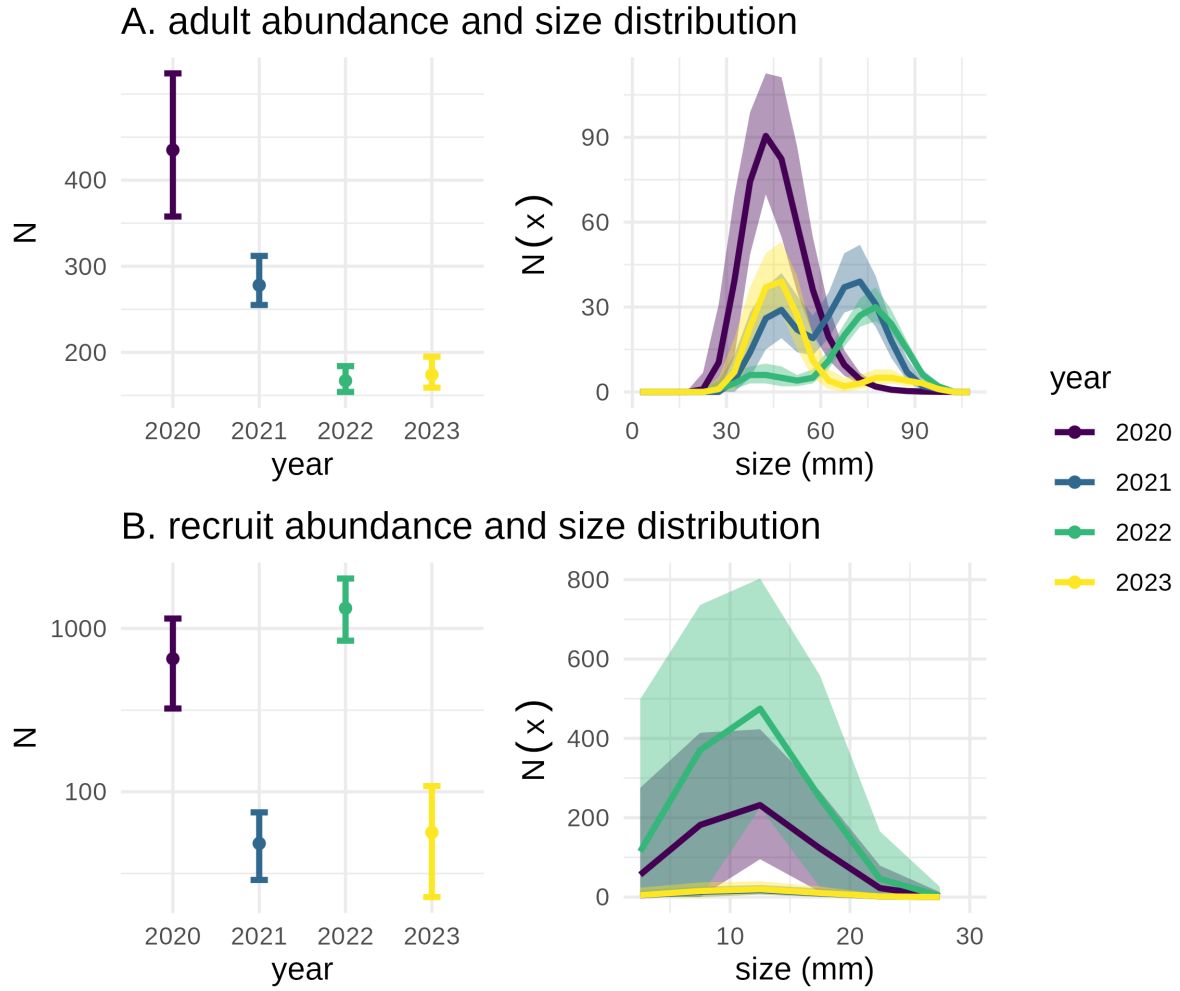 A. adult abundance and size distribution
N
400
300
200
2020 2021 2022 2023
year
N(x)
90
60
30
0
0 30 60 90
size (mm)
year
2020
2021
2022
2023
B. recruit abundance and size distribution
N
1000
100
2020 2021 2022 2023
year
N(x)
800
600
400
200
0
10 20 30
size (mm)